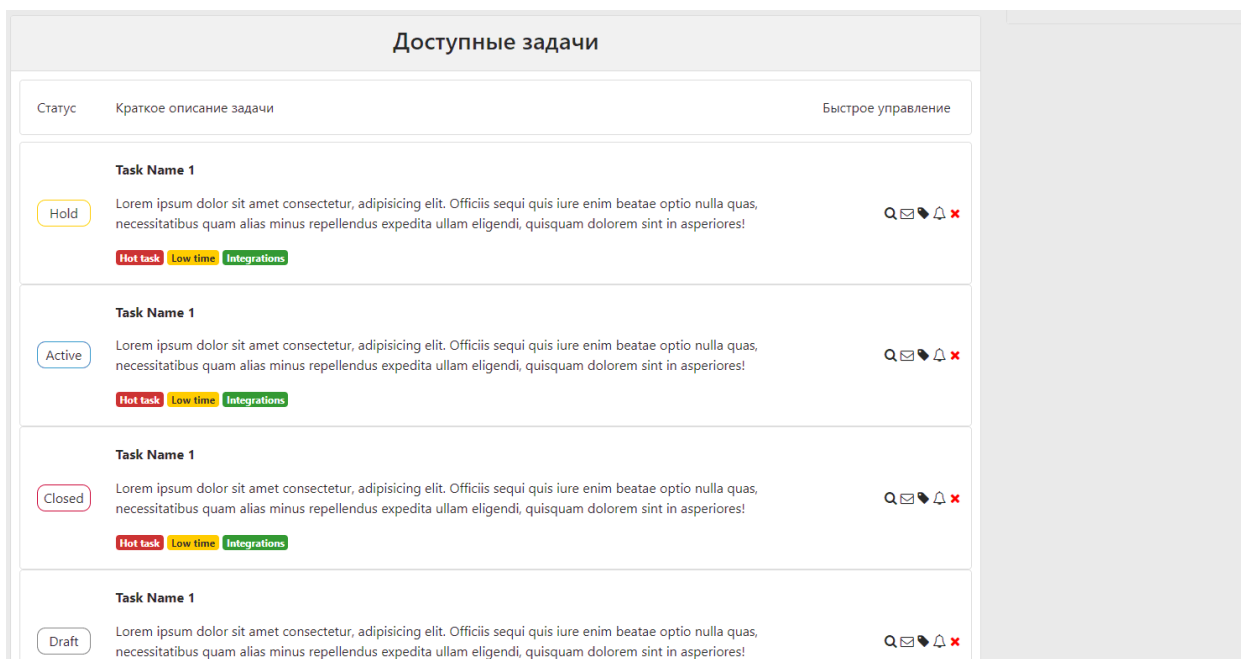 Доступные задачи
Статус Краткое описание задачи Быстрое управление
Task Name 1
Lorem ipsum dolor sit amet consectetur, adipisicing elit. Officiis sequi quis iure enim beatae optio nulla quas,
Hold
necessitatibus quam alias minus repellendus expedita ullam eligendi, quisquam dolorem sint in asperiores!
Hot task Low time Integrations
Task Name 1
Lorem ipsum dolor sit amet consectetur, adipisicing elit. Officiis sequi quis iure enim beatae optio nulla quas,
Active
necessitatibus quam alias minus repellendus expedita ullam eligendi, quisquam dolorem sint in asperiores!
Hot task Low time Integrations
Task Name 1
Lorem ipsum dolor sit amet consectetur, adipisicing elit. Officiis sequi quis iure enim beatae optio nulla quas,
Closed
necessitatibus quam alias minus repellendus expedita ullam eligendi, quisquam dolorem sint in asperiores!
Hot task Low time Integrations
Task Name 1
Lorem ipsum dolor sit amet consectetur, adipisicing elit. Officiis sequi quis iure enim beatae optio nulla quas,
Draft
necessitatibus quam alias minus repellendus expedita ullam eligendi, quisquam dolorem sint in asperiores!